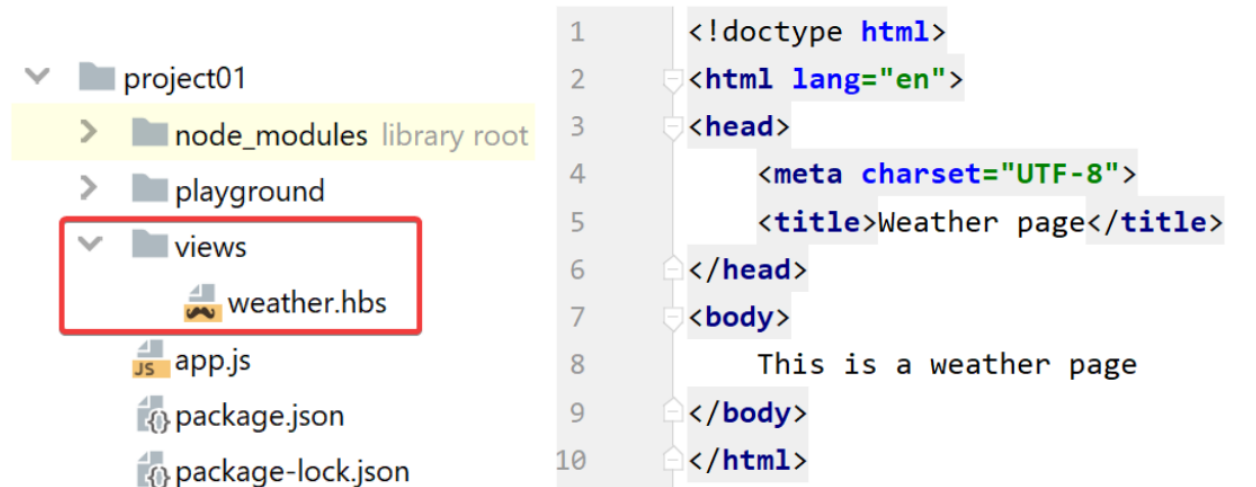 project01
node_modules library root
playground
views
weather.hbs
JS app.js
{} package.json
{} package-lock.json
1 <!doctype html>
2 <html lang="en">
3 <head>
4 <meta charset="UTF-8">
5 <title>Weather page</title>
6 </head>
7 <body>
8 This is a weather page
9 </body>
10 </html>